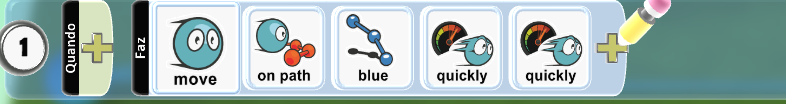 1
Quando
Faz
move
on path
blue
quickly
quickly